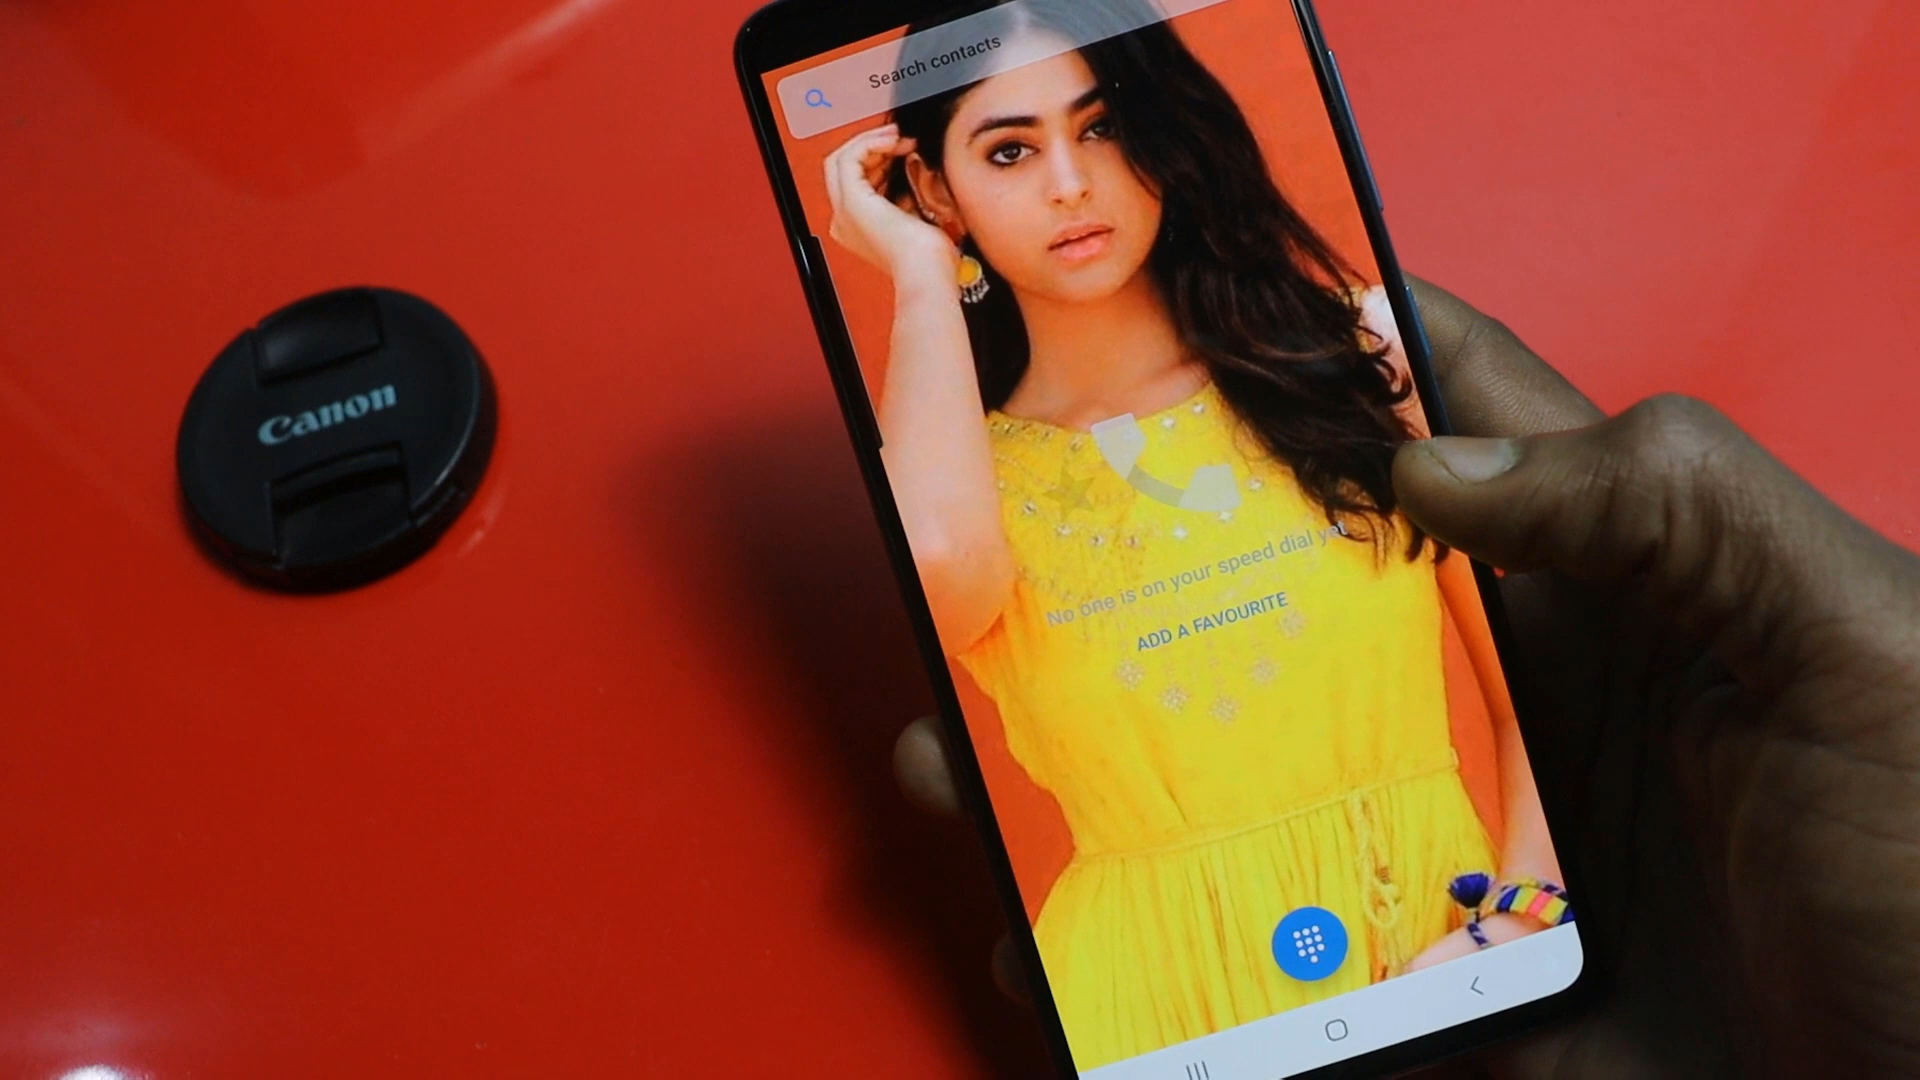 Search contacts
Canon
No one is on your speed dial yet
ADD A FAVOURITE